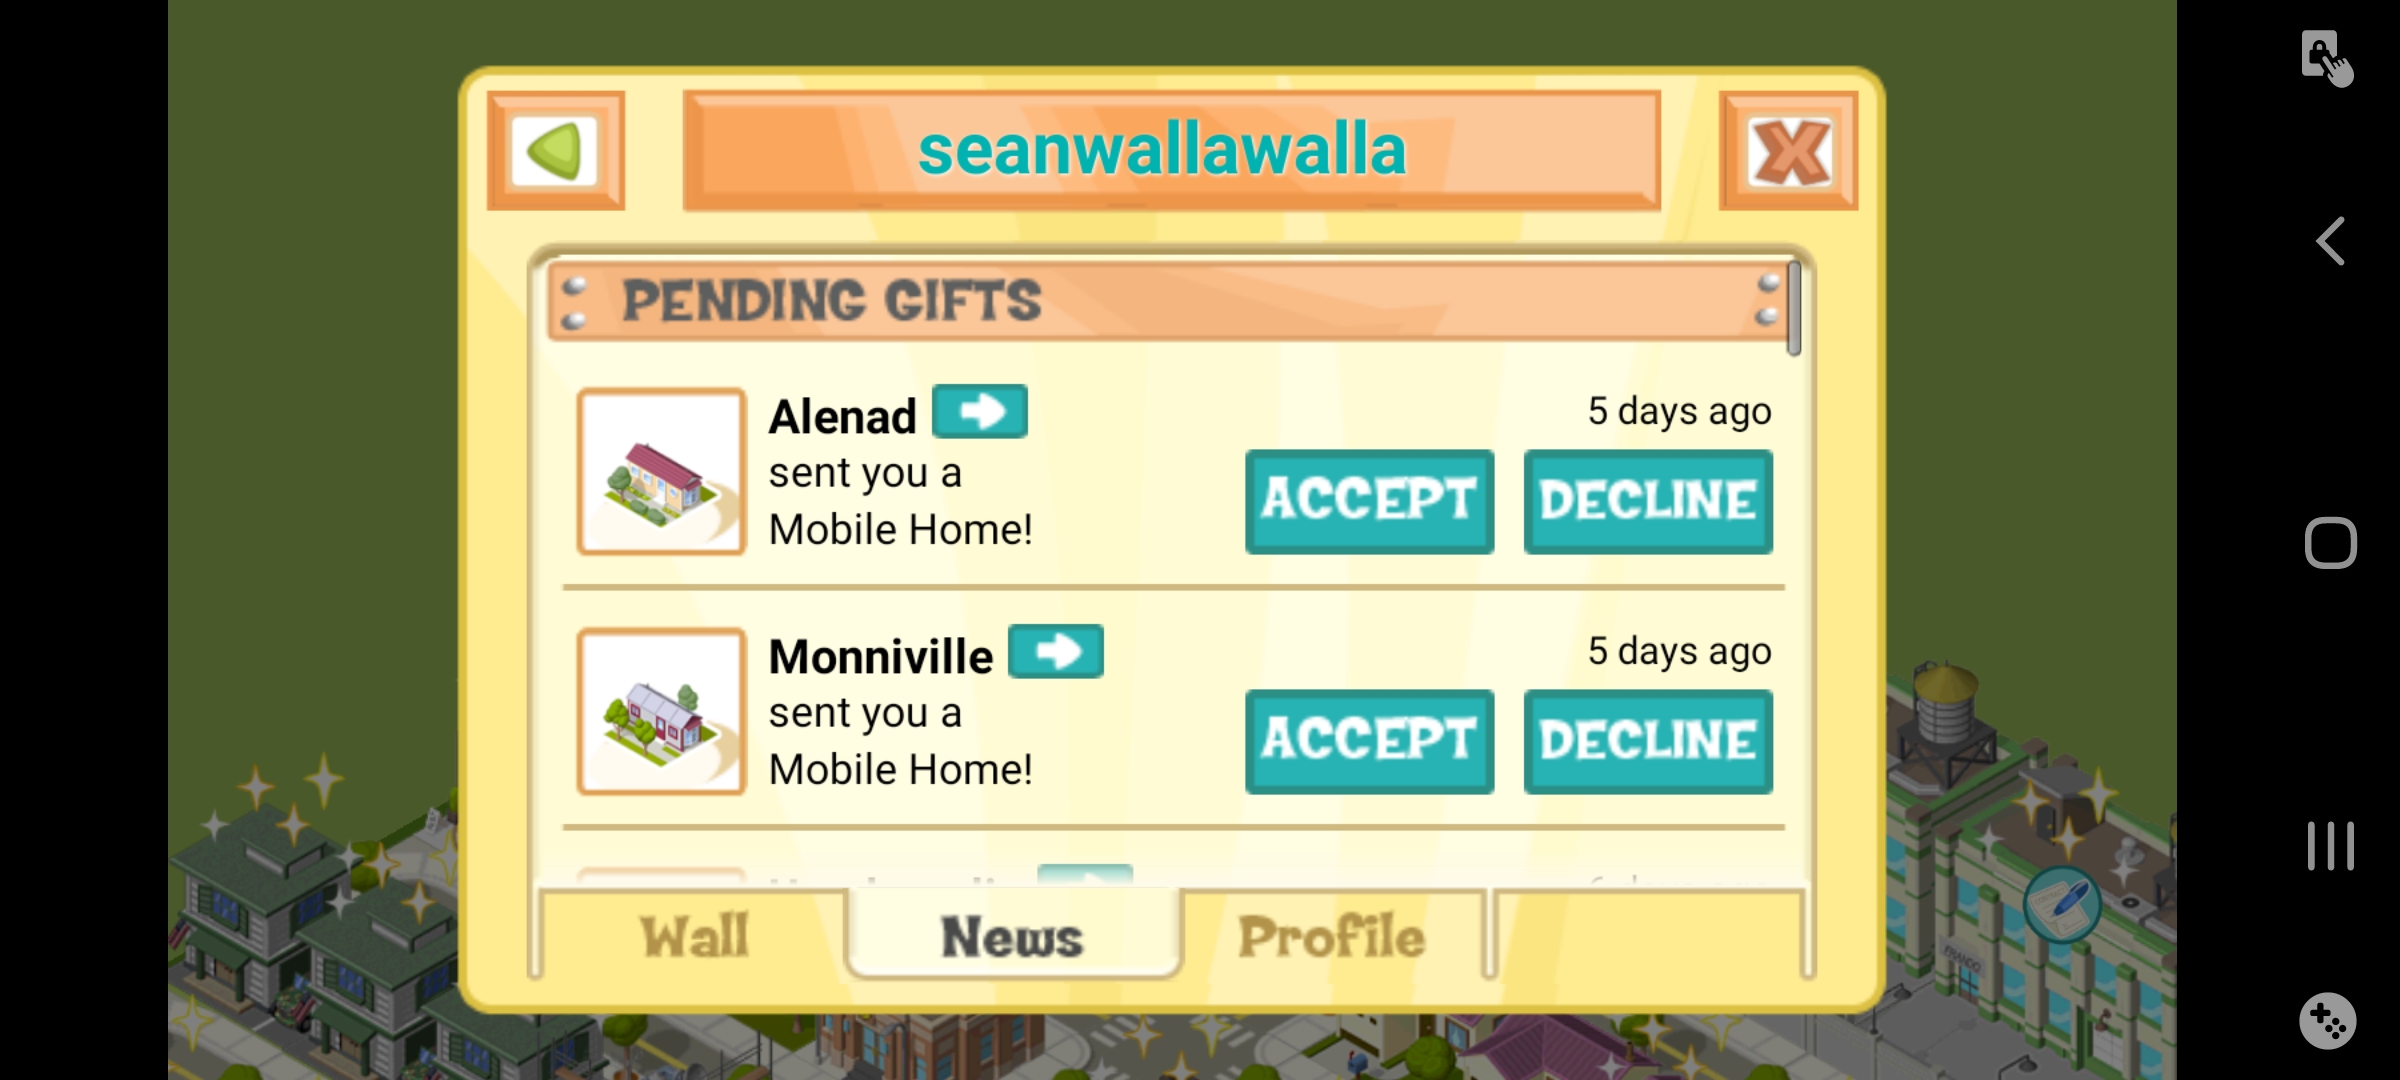 seanwallawalla
PENDING GIFTS
Alenad
5 days ago
sent you a
Mobile Home!
ACCEPT
DECLINE
Monniville
5 days ago
sent you a
Mobile Home!
ACCEPT
DECLINE
Wall
News
Profile